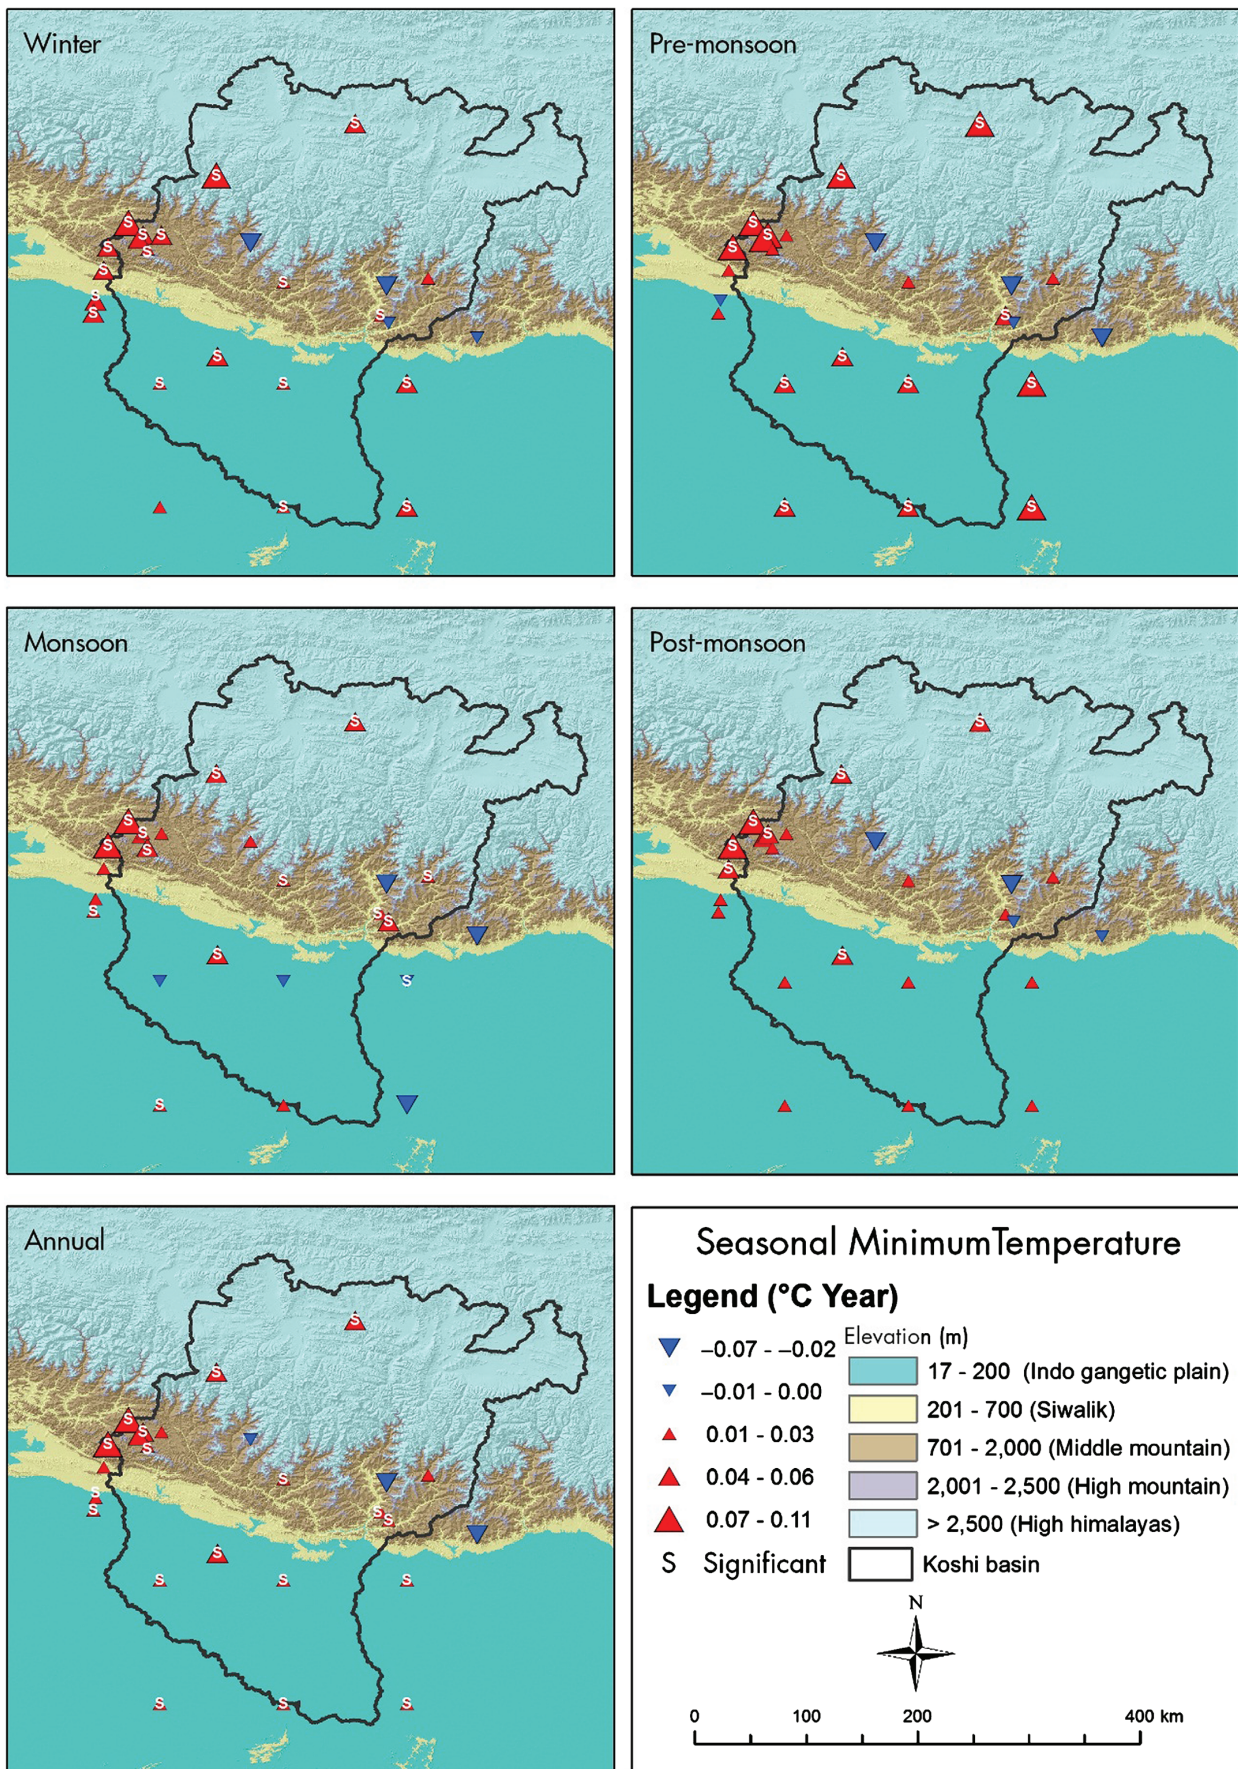 Winter
Pre-monsoon
Monsoon
Post-monsoon
Annual
Seasonal MinimumTemperature
Legend (°C Year)
–0.07 - –0.02
–0.01 - 0.00
0.01 - 0.03
0.04 - 0.06
0.07 - 0.11
S Significant
Elevation (m)
17 - 200 (Indo gangetic plain)
201 - 700 (Siwalik)
701 - 2,000 (Middle mountain)
2,001 - 2,500 (High mountain)
> 2,500 (High himalayas)
Koshi basin
N
0 100 200 400 km